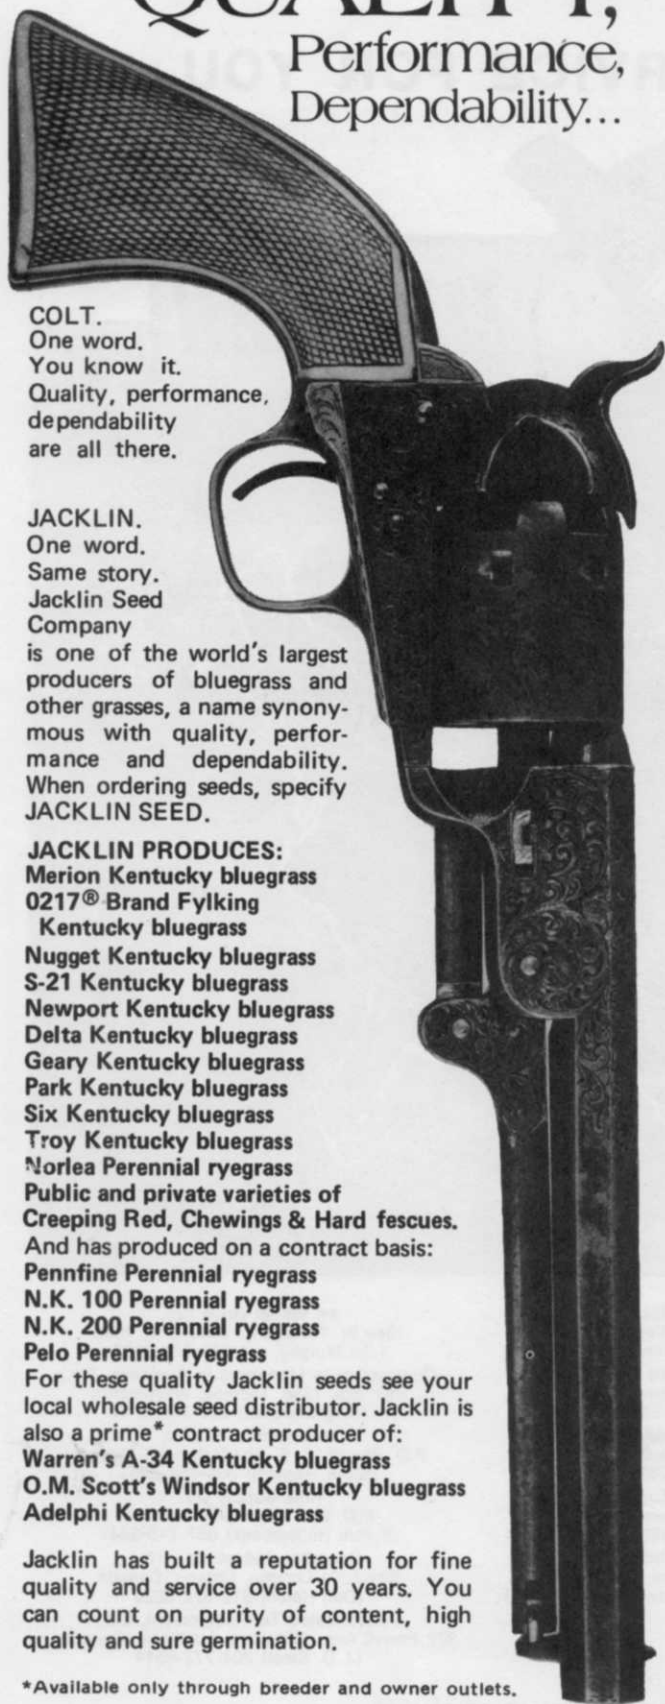 QUALITY,
Performance,
Dependability...
COLT.
One word.
You know it.
Quality, performance,
dependability
are all there.
JACKLIN.
One word.
Same story.
Jacklin Seed
Company
is one of the world's largest
producers of bluegrass and
other grasses, a name synony-
mous with quality, perfor-
mance and dependability.
When ordering seeds, specify
JACKLIN SEED.
JACKLIN PRODUCES:
Merion Kentucky bluegrass
0217® Brand Fylking
Kentucky bluegrass
Nugget Kentucky bluegrass
S-21 Kentucky bluegrass
Newport Kentucky bluegrass
Delta Kentucky bluegrass
Geary Kentucky bluegrass
Park Kentucky bluegrass
Six Kentucky bluegrass
Troy Kentucky bluegrass
Norlea Perennial ryegrass
Public and private varieties of
Creeping Red, Chewings & Hard fescues.
And has produced on a contract basis:
Pennfine Perennial ryegrass
N.K. 100 Perennial ryegrass
N.K. 200 Perennial ryegrass
Pelo Perennial ryegrass
For these quality Jacklin seeds see your
local wholesale seed distributor. Jacklin is
also a prime* contract producer of:
Warren's A-34 Kentucky bluegrass
O.M. Scott's Windsor Kentucky bluegrass
Adelphi Kentucky bluegrass
Jacklin has built a reputation for fine
quality and service over 30 years. You
can count on purity of content, high
quality and sure germination.
*Available only through breeder and owner outlets.